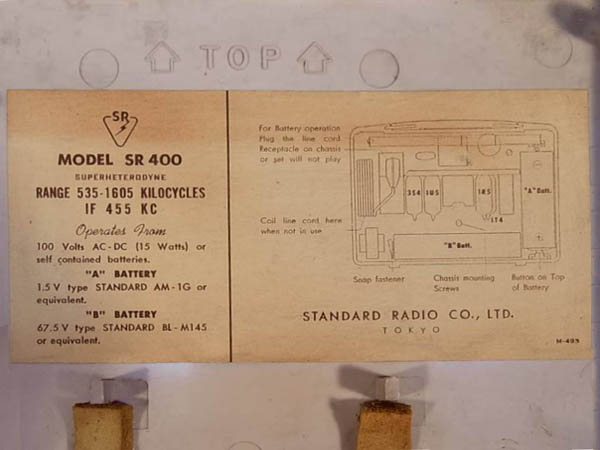 TOP
SR
MODEL SR 400
SUPERHETERODYNE
RANGE 535-1605 KILOCYCLES
IF 455 KC
Operates From
100 Volts AC-DC (15 Watts) or
self contained batteries.
"A" BATTERY
1.5 V type STANDARD AM-1G or
equivalent.
"B" BATTERY
67.5 V type STANDARD BL-M145
or equivalent.
For Battery operation
Plug the line cord
Receptacle on chassis
or set will not play
Coil line cord here
when not in use
3S4 1U5 1R5 "A" Batt.
1T4
"B" Batt.
Snap fastener
Chassis mounting
Screws
Button on Top
of Battery
STANDARD RADIO CO., LTD.
TOKYO
M-493